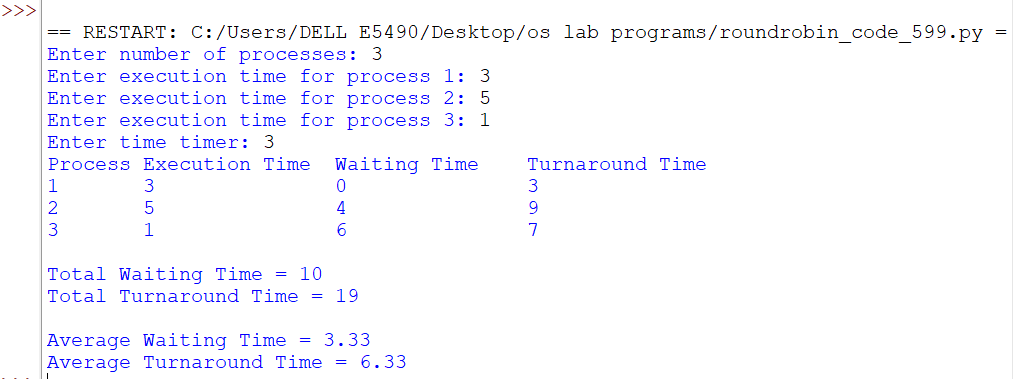 >>>
== RESTART: C:/Users/DELL E5490/Desktop/os lab programs/roundrobin_code_599.py =
Enter number of processes: 3
Enter execution time for process 1: 3
Enter execution time for process 2: 5
Enter execution time for process 3: 1
Enter time timer: 3
Process Execution Time  Waiting Time    Turnaround Time
1       3               0               3
2       5               4               9
3       1               6               7
Total Waiting Time = 10
Total Turnaround Time = 19
Average Waiting Time = 3.33
Average Turnaround Time = 6.33